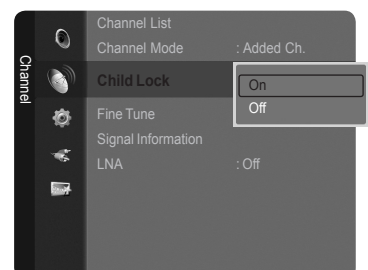 Channel
Channel List
Channel Mode : Added Ch.
Child Lock
On
Off
Fine Tune
Signal Information
LNA : Off